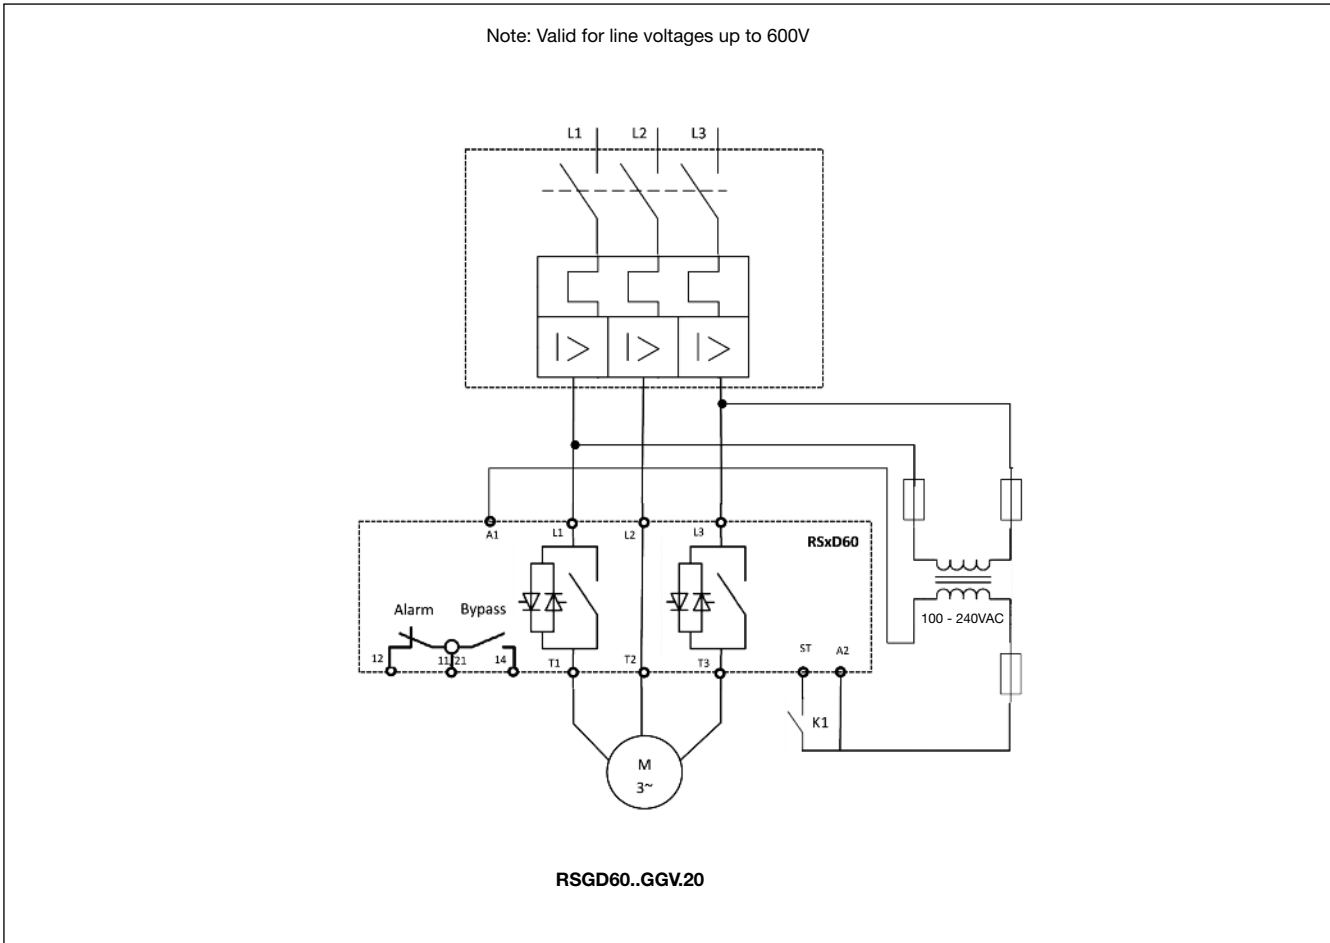 Note: Valid for line voltages up to 600V
L1 L2 L3
I> I> I>
A1 L1 L2 L3 RSxD60
Alarm Bypass
100 - 240VAC
12 11/21 14 T1 T2 T3 ST A2
K1
M
3~
RSGD60..GGV.20